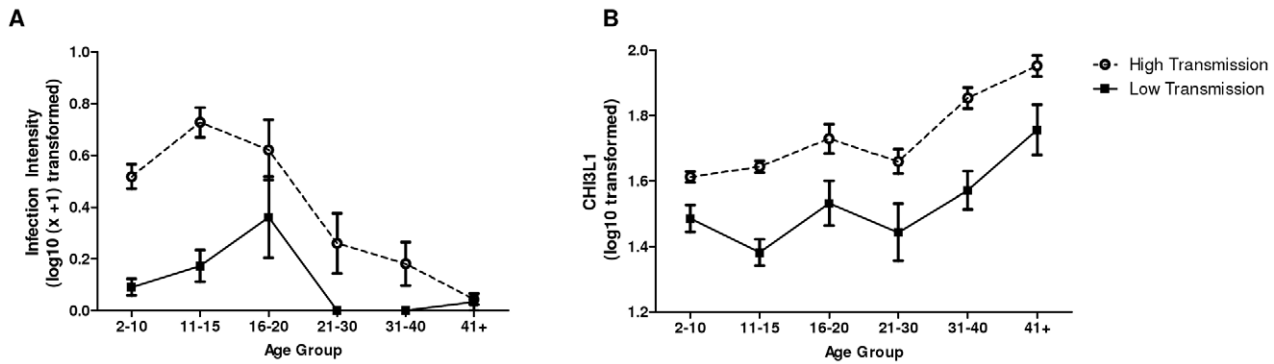 A
Infection Intensity
(log10 (x +1) transformed)
1.0
0.8
0.6
0.4
0.2
0.0
2-10 11-15 16-20 21-30 31-40 41+
Age Group
B
CHI3L1
(log10 transformed)
2.0
1.8
1.6
1.4
1.2
2-10 11-15 16-20 21-30 31-40 41+
Age Group
High Transmission
Low Transmission